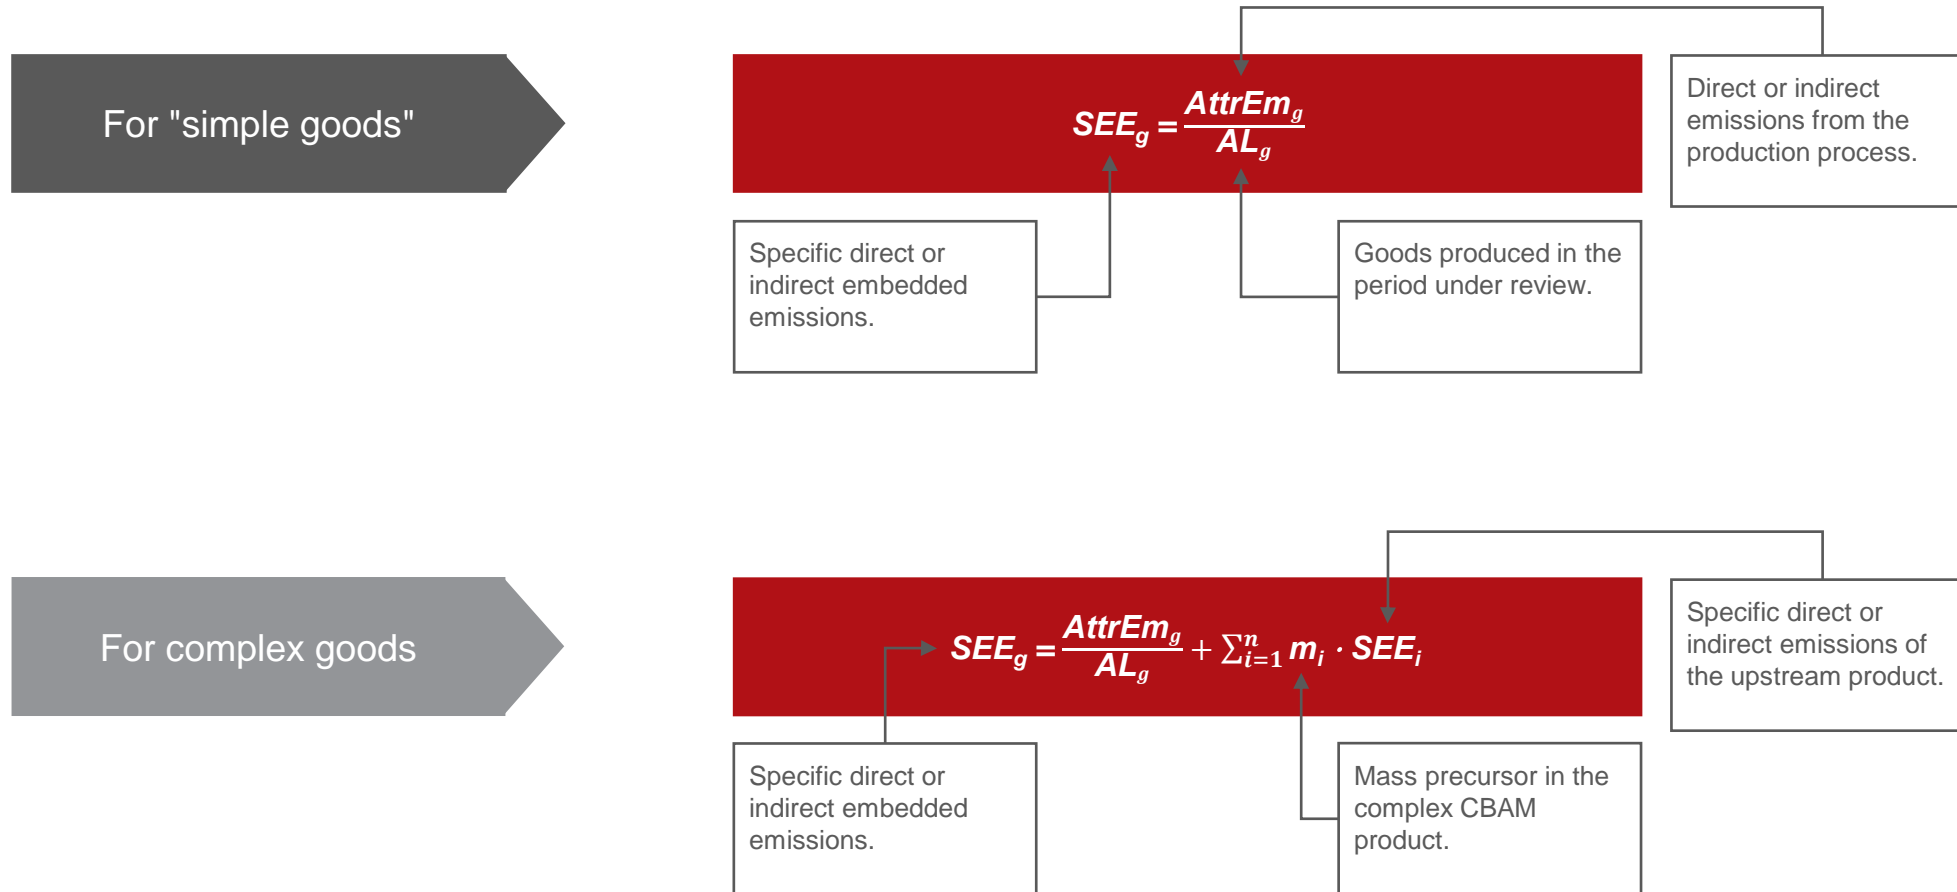 For "simple goods"
SEE_g = AttrEm_g / AL_g
Direct or indirect
emissions from the
production process.
Specific direct or
indirect embedded
emissions.
Goods produced in the
period under review.
For complex goods
SEE_g = AttrEm_g / AL_g + ∑_{i=1}^{n} m_i · SEE_i
Specific direct or
indirect emissions of
the upstream product.
Specific direct or
indirect embedded
emissions.
Mass precursor in the
complex CBAM
product.